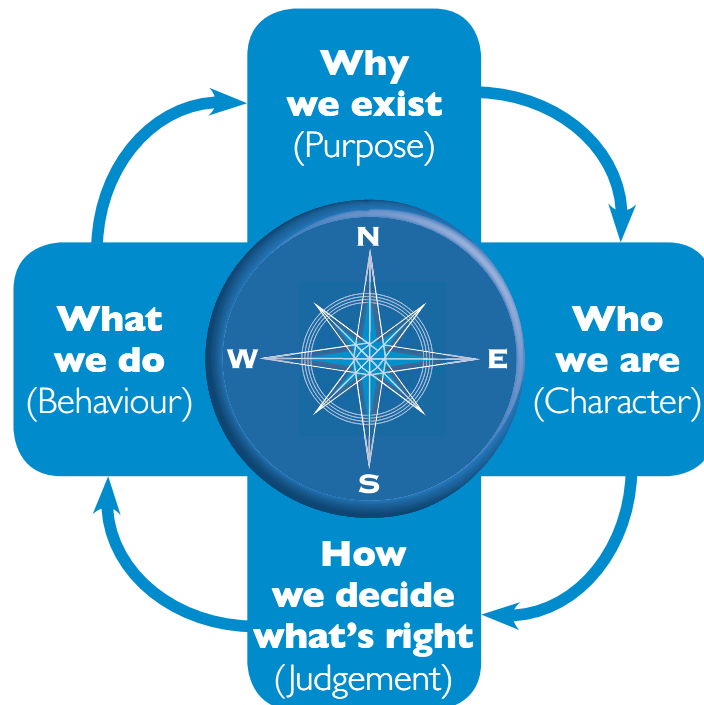 Why
we exist
(Purpose)
N
What
we do
(Behaviour)
W
E
Who
we are
(Character)
S
How
we decide
what's right
(Judgement)